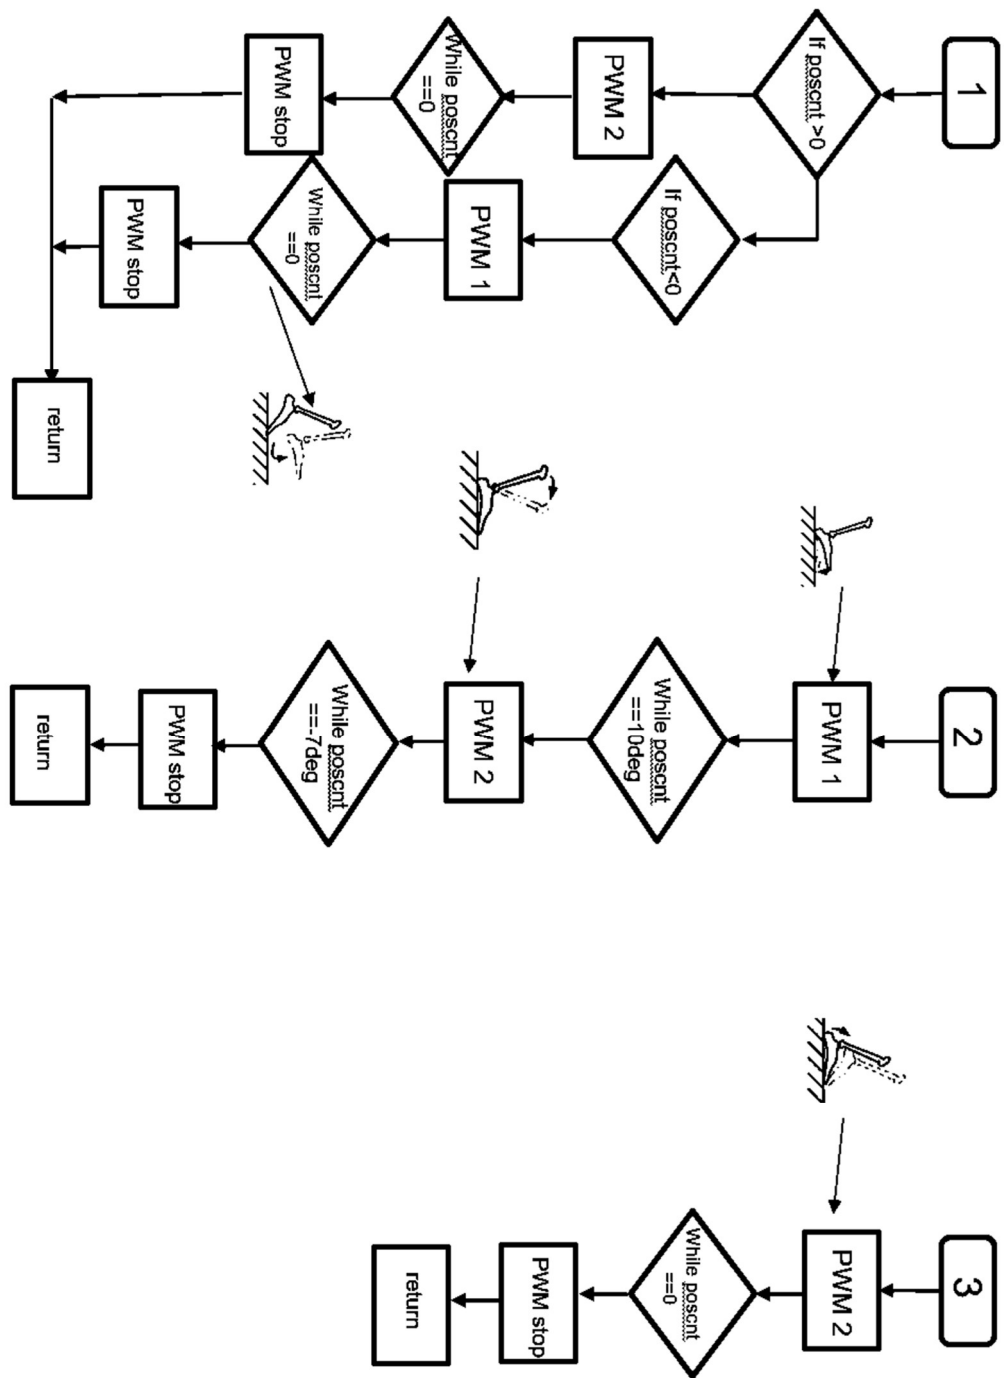 1
If poscnt >0
PWM 2
While poscnt
==0
PWM stop
If poscnt<0
PWM 1
While poscnt
==0
PWM stop
return
2
PWM 1
While poscnt
==10deg
PWM 2
While poscnt
==-7deg
PWM stop
return
3
PWM 2
While poscnt
==0
PWM stop
return